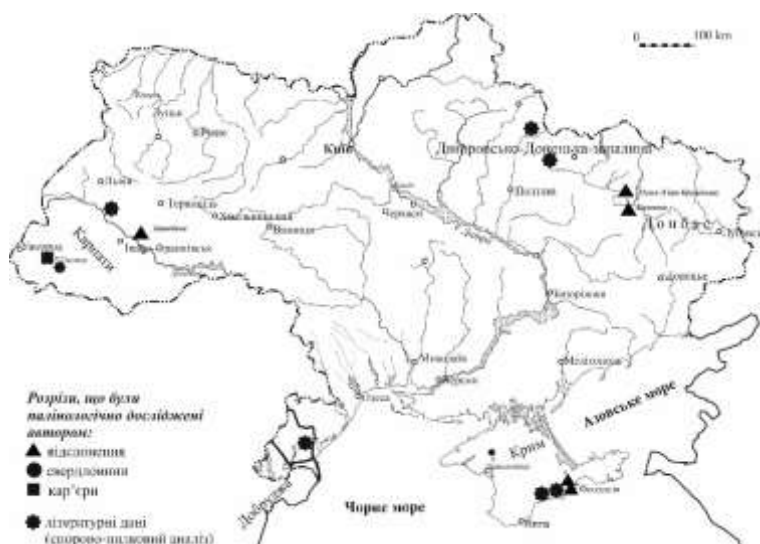 0 100 km
Луцьк
Рівне
Київ
Дніпровсько-Донецька западина
Львів
Полтава
Тернопіль
Хмельницький
Черкаси
Донбас
Вінниця
Карпати
Івано-Франківськ
Донецьк
Запоріжжя
Миколаїв
Мелітополь
Херсон
Одеса
Розрізи, що були
палінологічно досліджені
автором:
відслонення
свердловини
кар'єри
літературні дані
(спорово-пилковий аналіз)
Азовське море
Крим
Феодосія
Добруджа
Чорне море
Ялта